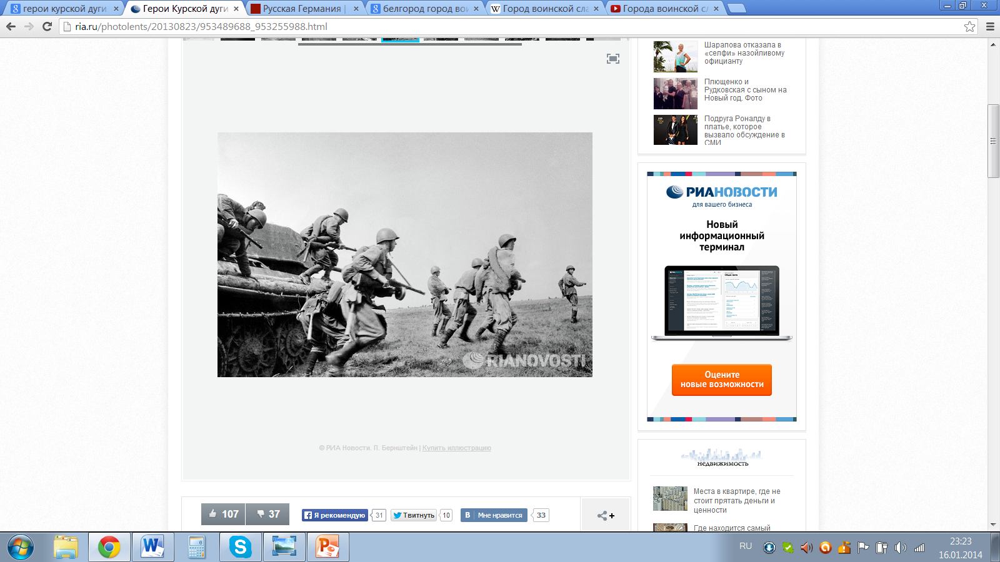 герои курской дуги
Герои Курской дуги
Русская Германия |
белгород город вои
Город воинской сла
Города воинской сл
ria.ru/photolents/20130823/953489688_953255988.html
Шарапова отказала в
«селфи» назойливому
официанту
Плющенко и
Рудковская с сыном на
Новый год. Фото
Подруга Роналду в
платье, которое
вызвало обсуждение в
СМИ
РИАНОВОСТИ
для вашего бизнеса
Новый
информационный
терминал
Оцените
новые возможности
RIANOVOSTI
© РИА Новости. П. Бернштейн | Купить иллюстрацию
недвижимость
Места в квартире, где не
стоит прятать деньги и
ценности
Где находится самый
107
37
Я рекомендую 31
Твитнуть 10
В Мне нравится 33
RU
23:23
16.01.2014